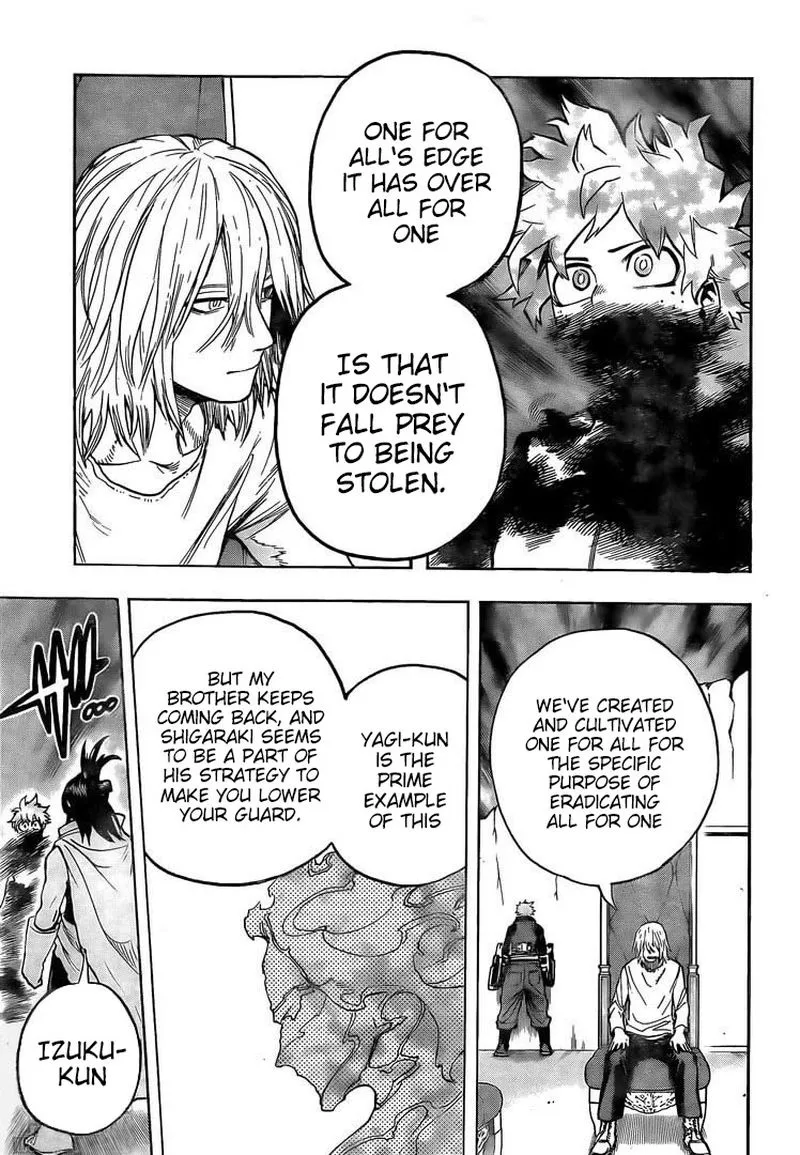 ONE FOR
ALL'S EDGE
IT HAS OVER
ALL FOR
ONE
IS THAT
IT DOESN'T
FALL PREY
TO BEING
STOLEN.
WE'VE CREATED
AND CULTIVATED
ONE FOR ALL FOR
THE SPECIFIC
PURPOSE OF
ERADICATING
ALL FOR ONE
YAGI-KUN
IS THE
PRIME
EXAMPLE
OF THIS
BUT MY
BROTHER KEEPS
COMING BACK, AND
SHIGARAKI SEEMS
TO BE A PART OF
HIS STRATEGY TO
MAKE YOU LOWER
YOUR GUARD.
IZUKU-
KUN